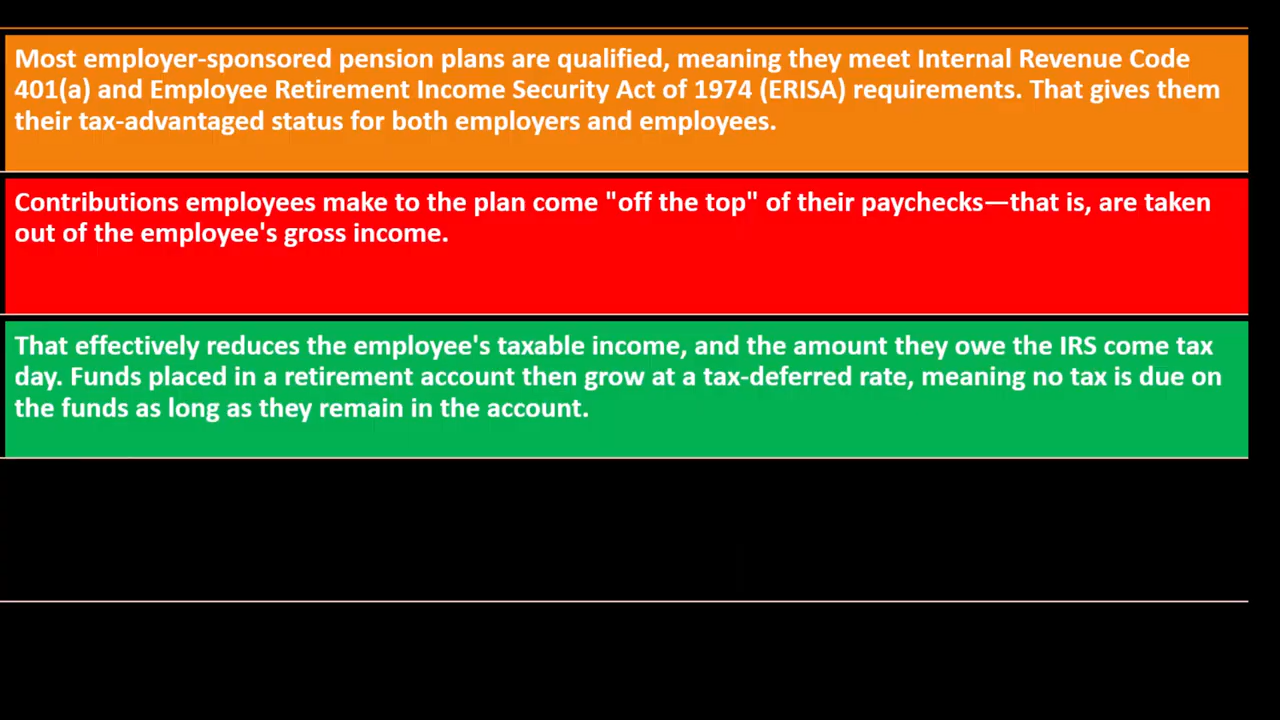 Most employer-sponsored pension plans are qualified, meaning they meet Internal Revenue Code
401(a) and Employee Retirement Income Security Act of 1974 (ERISA) requirements. That gives them
their tax-advantaged status for both employers and employees.
Contributions employees make to the plan come "off the top" of their paychecks—that is, are taken
out of the employee's gross income.
That effectively reduces the employee's taxable income, and the amount they owe the IRS come tax
day. Funds placed in a retirement account then grow at a tax-deferred rate, meaning no tax is due on
the funds as long as they remain in the account.